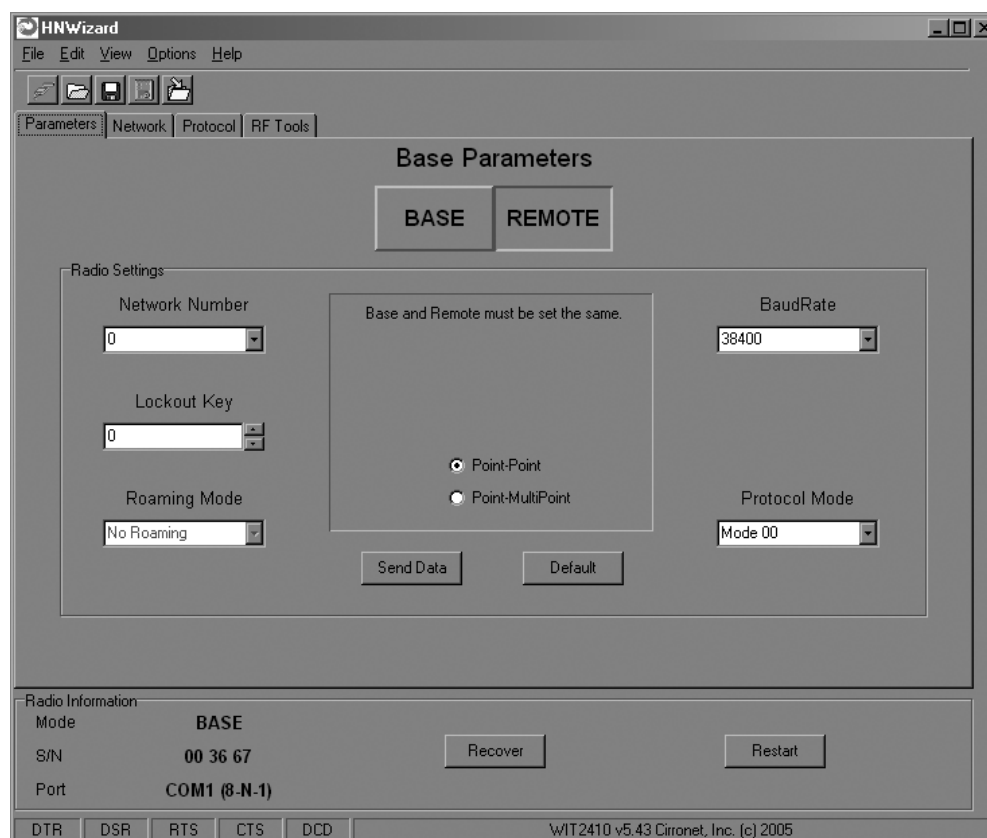 HNWizard
File Edit View Options Help
Parameters Network Protocol RF Tools
Base Parameters
BASE REMOTE
Radio Settings
Network Number
0
Lockout Key
0
Roaming Mode
No Roaming
Base and Remote must be set the same.
Point-Point
Point-MultiPoint
Send Data Default
BaudRate
38400
Protocol Mode
Mode 00
Radio Information
Mode BASE
S/N 00 36 67
Port COM1 (8-N-1)
Recover Restart
DTR DSR RTS CTS DCD WIT2410 v5.43 Cirronet, Inc. (c) 2005